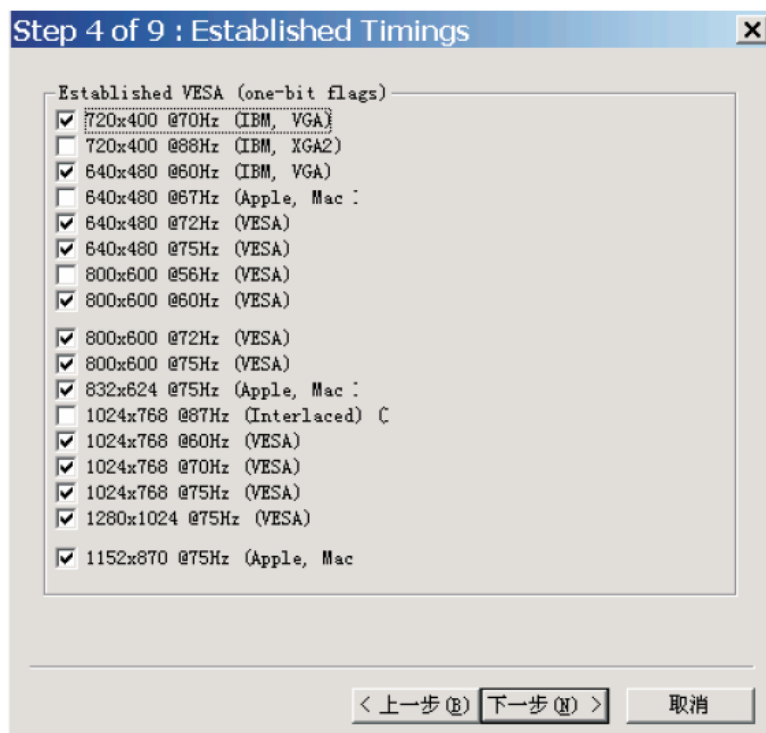 Step 4 of 9 : Established Timings
Established VESA (one-bit flags)
720x400 @70Hz (IBM, VGA)
720x400 @88Hz (IBM, XGA2)
640x480 @60Hz (IBM, VGA)
640x480 @67Hz (Apple, Mac
640x480 @72Hz (VESA)
640x480 @75Hz (VESA)
800x600 @56Hz (VESA)
800x600 @60Hz (VESA)
800x600 @72Hz (VESA)
800x600 @75Hz (VESA)
832x624 @75Hz (Apple, Mac
1024x768 @87Hz (Interlaced) (
1024x768 @60Hz (VESA)
1024x768 @70Hz (VESA)
1024x768 @75Hz (VESA)
1280x1024 @75Hz (VESA)
1152x870 @75Hz (Apple, Mac
< 上一步(B) 下一步(N) > 取消